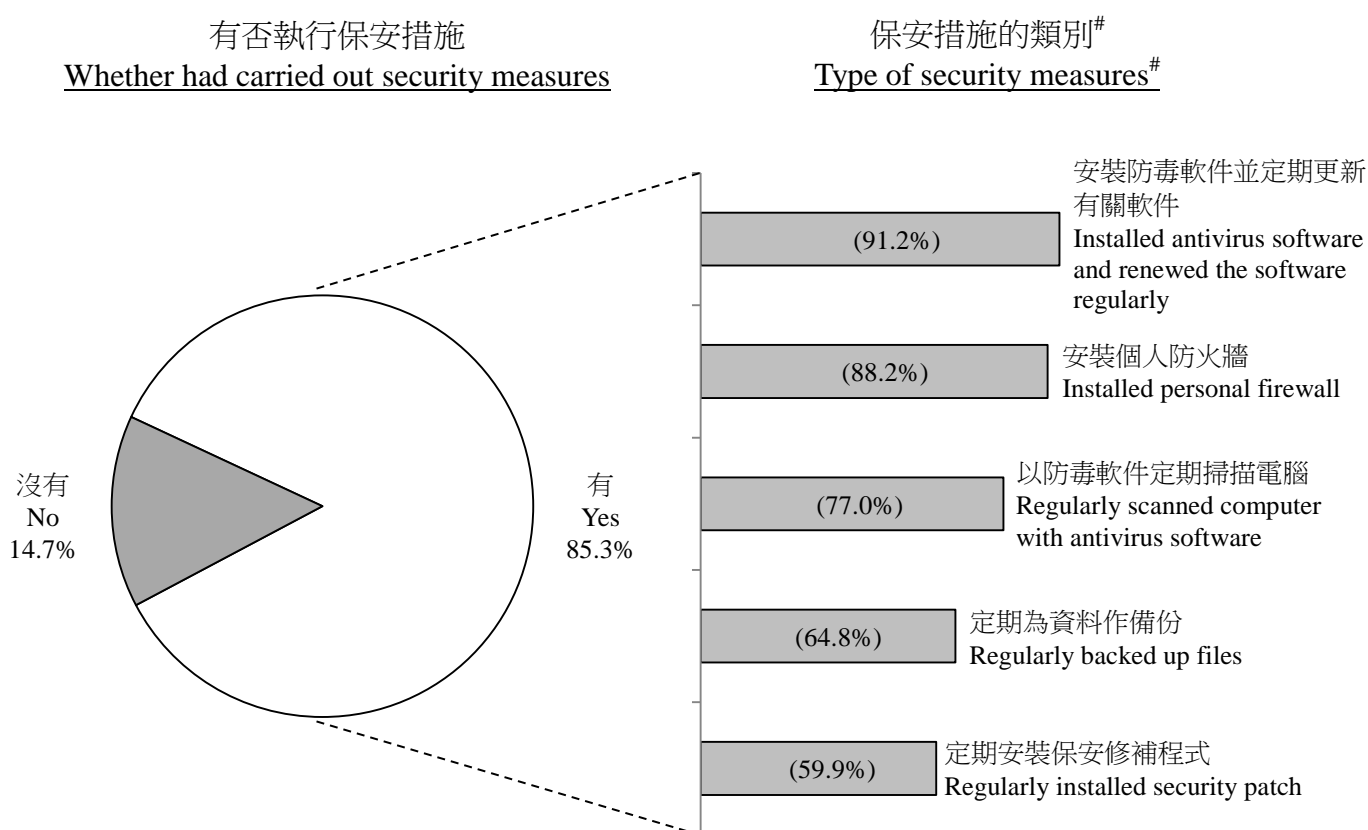 有否執行保安措施
Whether had carried out security measures
保安措施的類別#
Type of security measures#
沒有
No
14.7%
有
Yes
85.3%
(91.2%)
安裝防毒軟件並定期更新
有關軟件
Installed antivirus software
and renewed the software
regularly
(88.2%)
安裝個人防火牆
Installed personal firewall
(77.0%)
以防毒軟件定期掃描電腦
Regularly scanned computer
with antivirus software
(64.8%)
定期為資料作備份
Regularly backed up files
(59.9%)
定期安裝保安修補程式
Regularly installed security patch